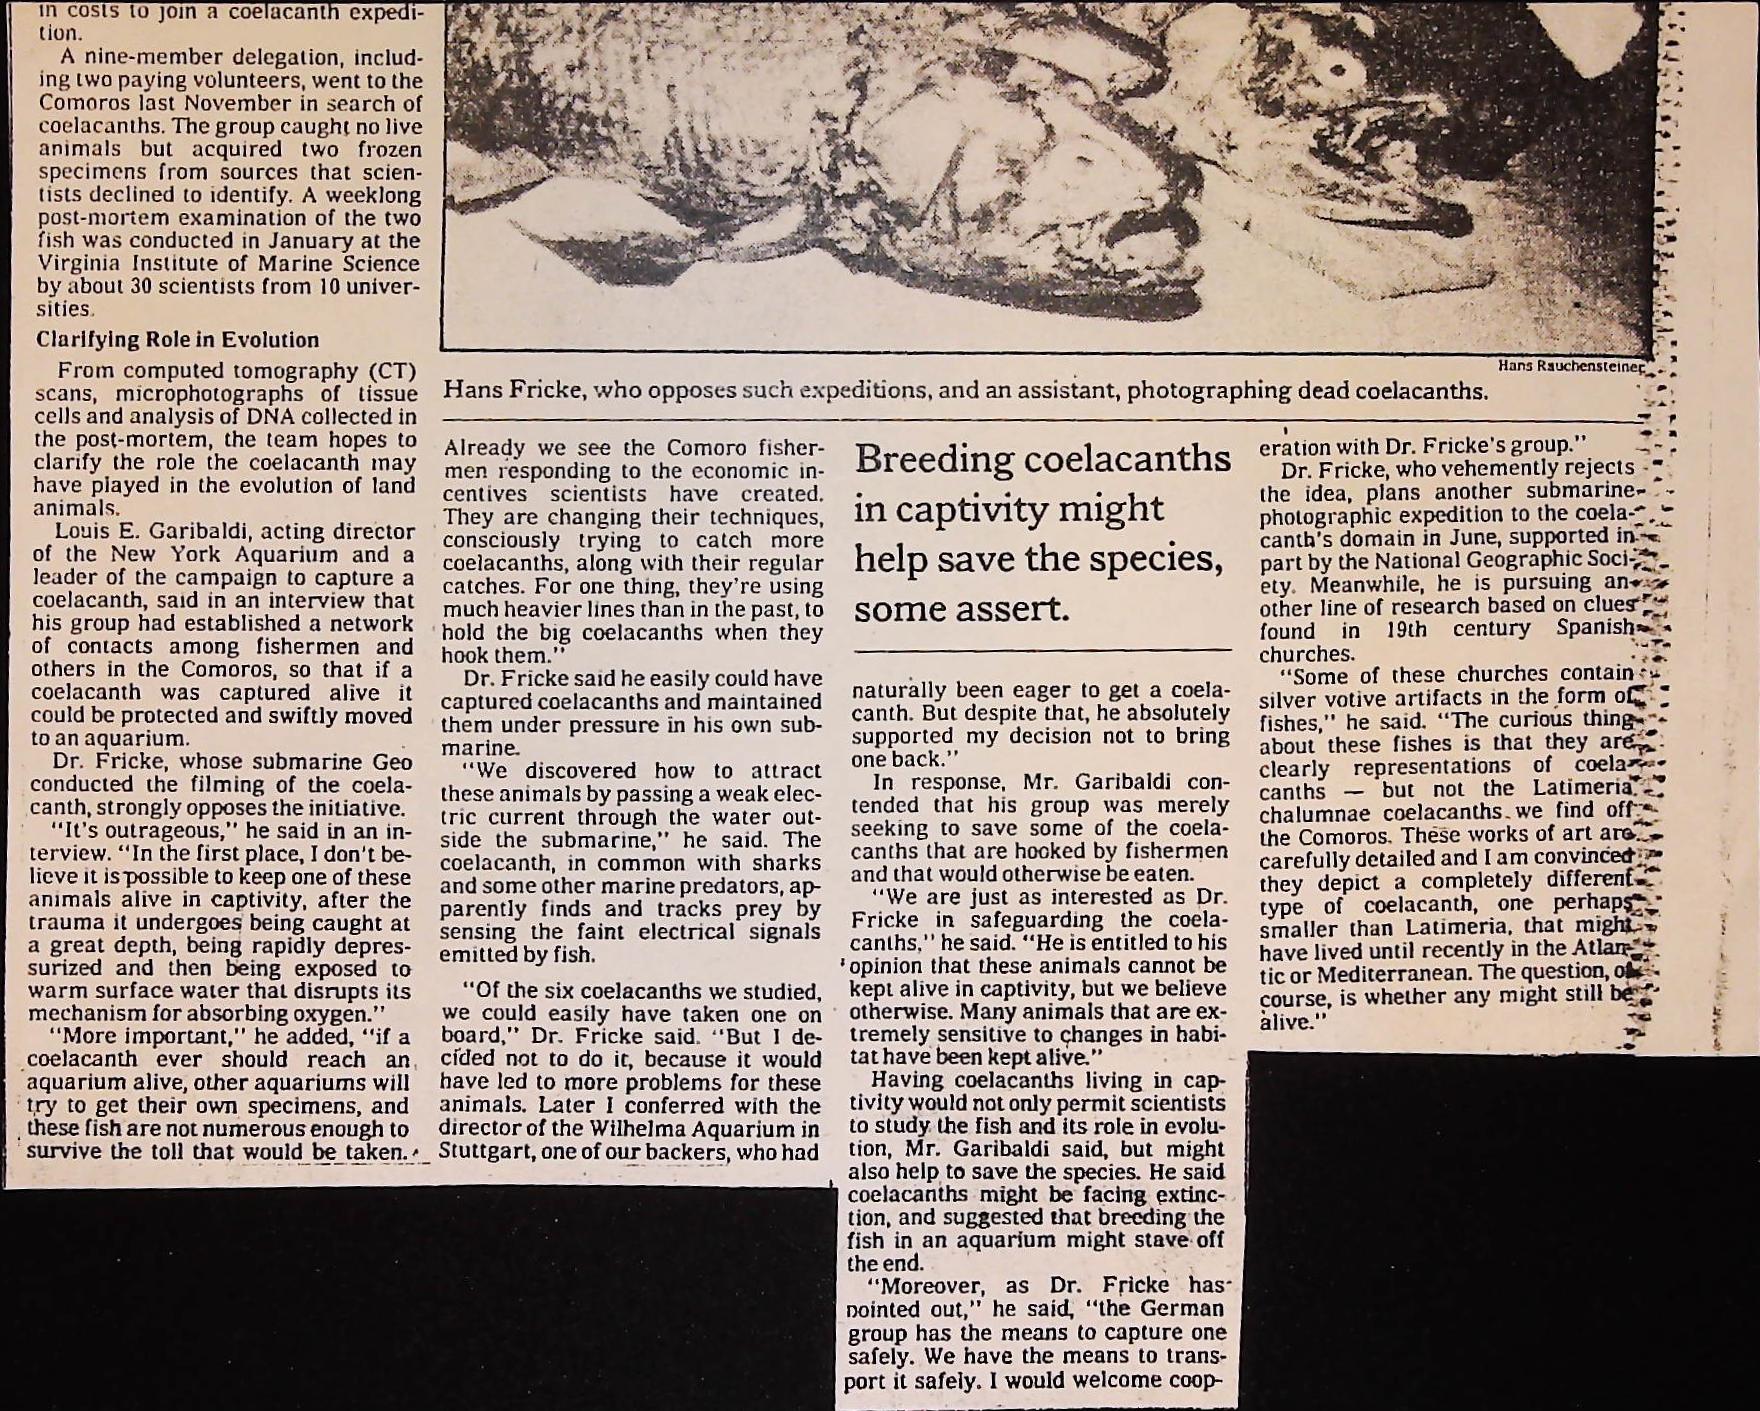 in costs to join a coelacanth expedi-
tion.
A nine-member delegation, includ-
ing two paying volunteers, went to the
Comoros last November in search of
coelacanths. The group caught no live
animals but acquired two frozen
specimens from sources that scien-
tists declined to identify. A weeklong
post-mortem examination of the two
fish was conducted in January at the
Virginia Institute of Marine Science
by about 30 scientists from 10 univer-
sities.
Clarifying Role in Evolution
From computed tomography (CT)
scans, microphotographs of tissue
cells and analysis of DNA collected in
the post-mortem, the team hopes to
clarify the role the coelacanth may
have played in the evolution of land
animals.
Louis E. Garibaldi, acting director
of the New York Aquarium and a
leader of the campaign to capture a
coelacanth, said in an interview that
his group had established a network
of contacts among fishermen and
others in the Comoros, so that if a
coelacanth was captured alive it
could be protected and swiftly moved
to an aquarium.
Dr. Fricke, whose submarine Geo
conducted the filming of the coela-
canth, strongly opposes the initiative.
"It's outrageous," he said in an in-
terview. "In the first place, I don't be-
lieve it is possible to keep one of these
animals alive in captivity, after the
trauma it undergoes being caught at
a great depth, being rapidly depres-
surized and then being exposed to
warm surface water that disrupts its
mechanism for absorbing oxygen."
"More important," he added, "if a
coelacanth ever should reach an
aquarium alive, other aquariums will
try to get their own specimens, and
these fish are not numerous enough to
survive the toll that would be taken.
Hans Rauchensteiner
Hans Fricke, who opposes such expeditions, and an assistant, photographing dead coelacanths.
Already we see the Comoro fisher-
men responding to the economic in-
centives scientists have created.
They are changing their techniques,
consciously trying to catch more
coelacanths, along with their regular
catches. For one thing, they're using
much heavier lines than in the past, to
hold the big coelacanths when they
hook them."
Dr. Fricke said he easily could have
captured coelacanths and maintained
them under pressure in his own sub-
marine.
"We discovered how to attract
these animals by passing a weak elec-
tric current through the water out-
side the submarine," he said. The
coelacanth, in common with sharks
and some other marine predators, ap-
parently finds and tracks prey by
sensing the faint electrical signals
emitted by fish.
"Of the six coelacanths we studied,
we could easily have taken one on
board," Dr. Fricke said. "But I de-
cided not to do it, because it would
have led to more problems for these
animals. Later I conferred with the
director of the Wilhelma Aquarium in
Stuttgart, one of our backers, who had
Breeding coelacanths
in captivity might
help save the species,
some assert.
naturally been eager to get a coela-
canth. But despite that, he absolutely
supported my decision not to bring
one back."
In response, Mr. Garibaldi con-
tended that his group was merely
seeking to save some of the coela-
canths that are hooked by fishermen
and that would otherwise be eaten.
"We are just as interested as Dr.
Fricke in safeguarding the coela-
canths," he said. "He is entitled to his
opinion that these animals cannot be
kept alive in captivity, but we believe
otherwise. Many animals that are ex-
tremely sensitive to changes in habi-
tat have been kept alive."
Having coelacanths living in cap-
tivity would not only permit scientists
to study the fish and its role in evolu-
tion, Mr. Garibaldi said, but might
also help to save the species. He said
coelacanths might be facing extinc-
tion, and suggested that breeding the
fish in an aquarium might stave off
the end.
"Moreover, as Dr. Fricke has
pointed out," he said, "the German
group has the means to capture one
safely. We have the means to trans-
port it safely. I would welcome coop-
eration with Dr. Fricke's group."
Dr. Fricke, who vehemently rejects
the idea, plans another submarine-
photographic expedition to the coela-
canth's domain in June, supported in
part by the National Geographic Soci-
ety. Meanwhile, he is pursuing an-
other line of research based on clues
found in 19th century Spanish
churches.
"Some of these churches contain
silver votive artifacts in the form of
fishes," he said. "The curious thing
about these fishes is that they are
clearly representations of coela-
canths — but not the Latimeria
chalumnae coelacanths we find off
the Comoros. These works of art are
carefully detailed and I am convinced
they depict a completely different
type of coelacanth, one perhaps
smaller than Latimeria, that might
have lived until recently in the Atlan-
tic or Mediterranean. The question, of
course, is whether any might still be
alive."